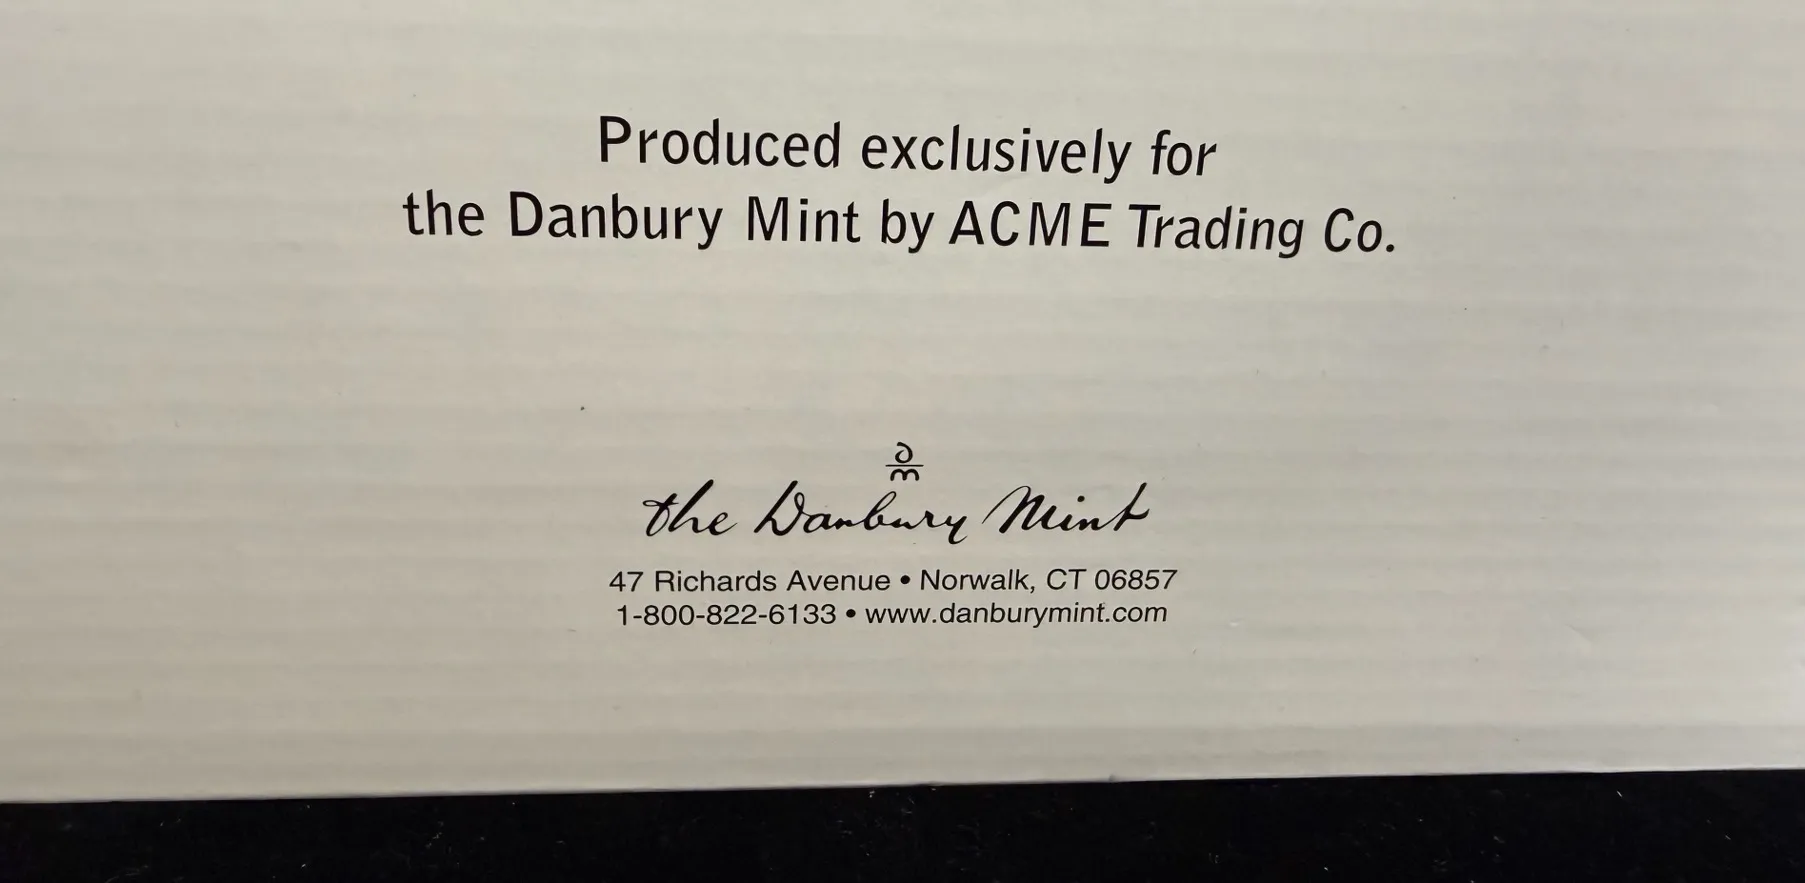 Produced exclusively for
the Danbury Mint by ACME Trading Co.
dm
the Danbury Mint
47 Richards Avenue • Norwalk, CT 06857
1-800-822-6133 • www.danburymint.com